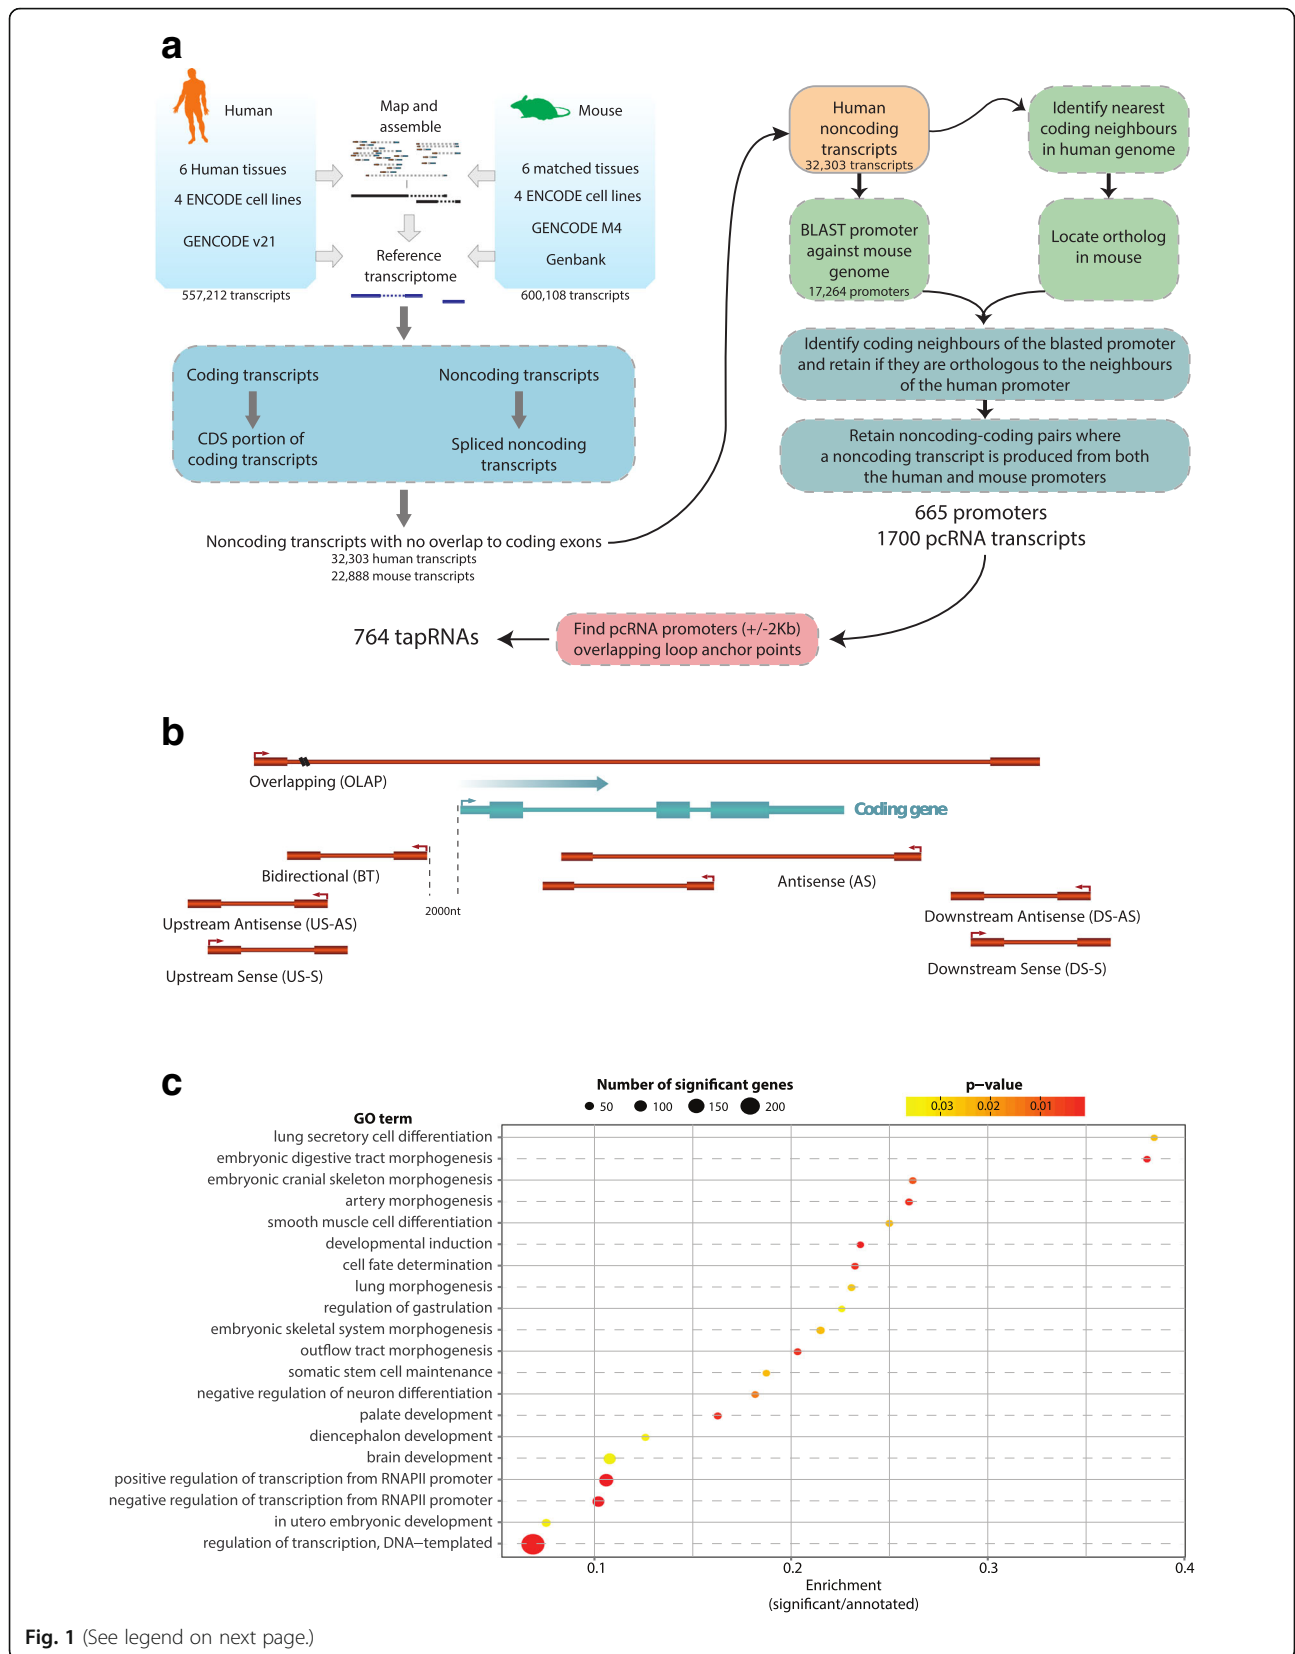 a
Human
6 Human tissues
4 ENCODE cell lines
GENCODE v21
557,212 transcripts
Map and
assemble
Reference
transcriptome
Mouse
6 matched tissues
4 ENCODE cell lines
GENCODE M4
Genbank
600,108 transcripts
Coding transcripts
CDS portion of
coding transcripts
Noncoding transcripts
Spliced noncoding
transcripts
Noncoding transcripts with no overlap to coding exons
32,303 human transcripts
22,888 mouse transcripts
Human
noncoding
transcripts
32,303 transcripts
Identify nearest
coding neighbours
in human genome
BLAST promoter
against mouse
genome
17,264 promoters
Locate ortholog
in mouse
Identify coding neighbours of the blasted promoter
and retain if they are orthologous to the neighbours
of the human promoter
Retain noncoding-coding pairs where
a noncoding transcript is produced from both
the human and mouse promoters
665 promoters
1700 pcRNA transcripts
Find pcRNA promoters (+/-2Kb)
overlapping loop anchor points
764 tapRNAs
b
Overlapping (OLAP)
Coding gene
Bidirectional (BT)
2000nt
Antisense (AS)
Upstream Antisense (US-AS)
Upstream Sense (US-S)
Downstream Antisense (DS-AS)
Downstream Sense (DS-S)
c
Number of significant genes
50 100 150 200
p−value
0.03 0.02 0.01
GO term
lung secretory cell differentiation
embryonic digestive tract morphogenesis
embryonic cranial skeleton morphogenesis
artery morphogenesis
smooth muscle cell differentiation
developmental induction
cell fate determination
lung morphogenesis
regulation of gastrulation
embryonic skeletal system morphogenesis
outflow tract morphogenesis
somatic stem cell maintenance
negative regulation of neuron differentiation
palate development
diencephalon development
brain development
positive regulation of transcription from RNAPII promoter
negative regulation of transcription from RNAPII promoter
in utero embryonic development
regulation of transcription, DNA−templated
0.1 0.2 0.3 0.4
Enrichment
(significant/annotated)
Fig. 1 (See legend on next page.)